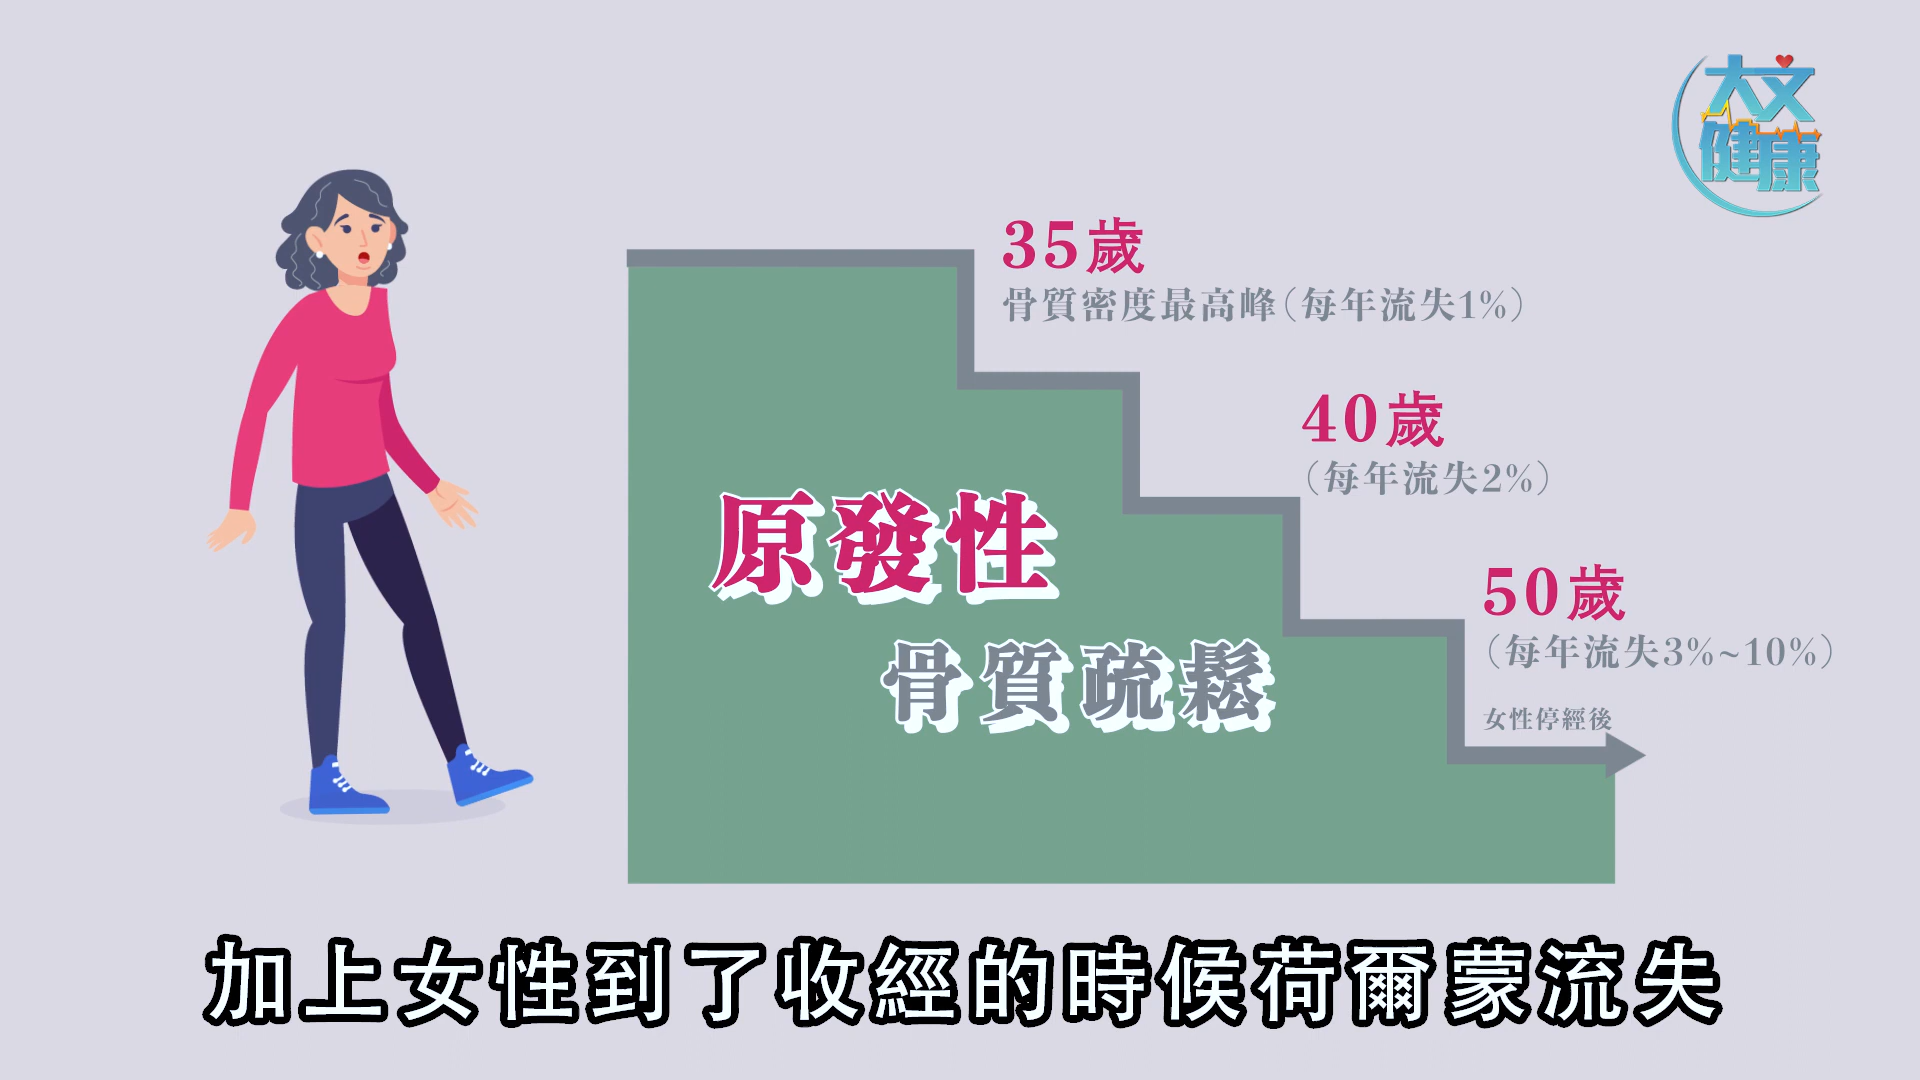 大文
健康
35歲
骨質密度最高峰(每年流失1%)
40歲
(每年流失2%)
原發性
骨質疏鬆
50歲
(每年流失3%~10%)
女性停經後
加上女性到了收經的時候荷爾蒙流失